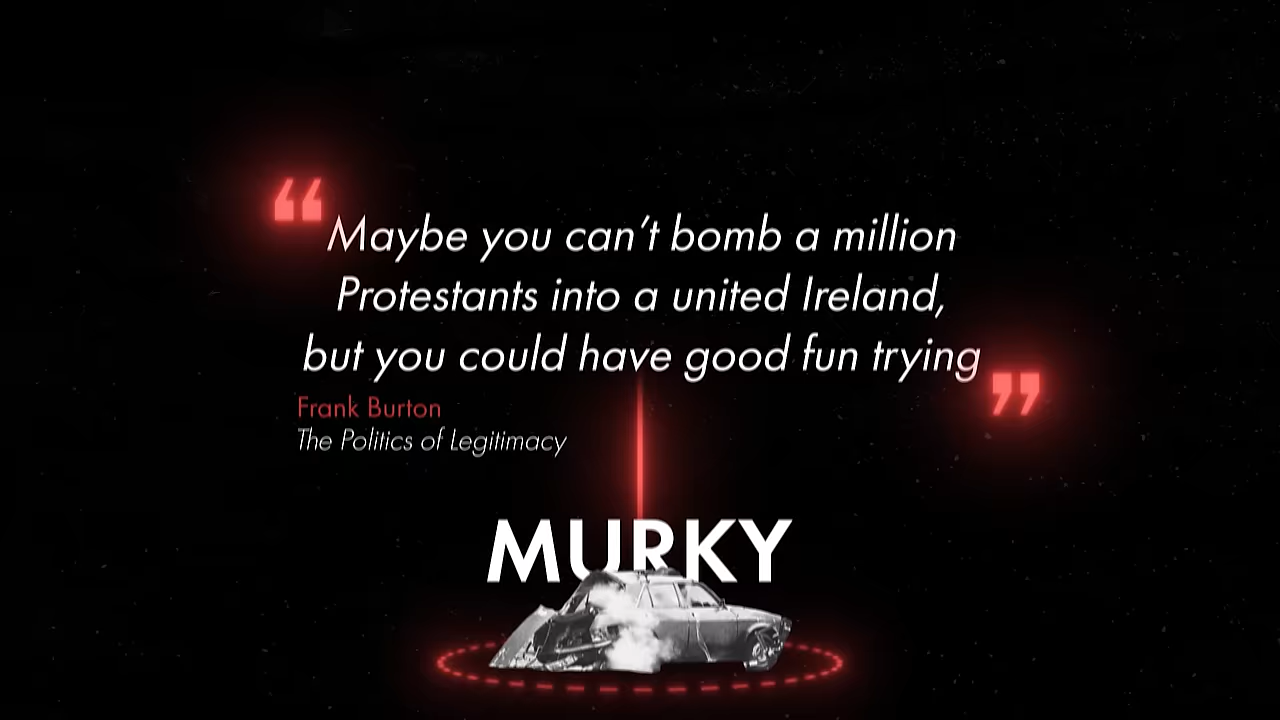 “Maybe you can’t bomb a million
Protestants into a united Ireland,
but you could have good fun trying”
Frank Burton
The Politics of Legitimacy
MURKY